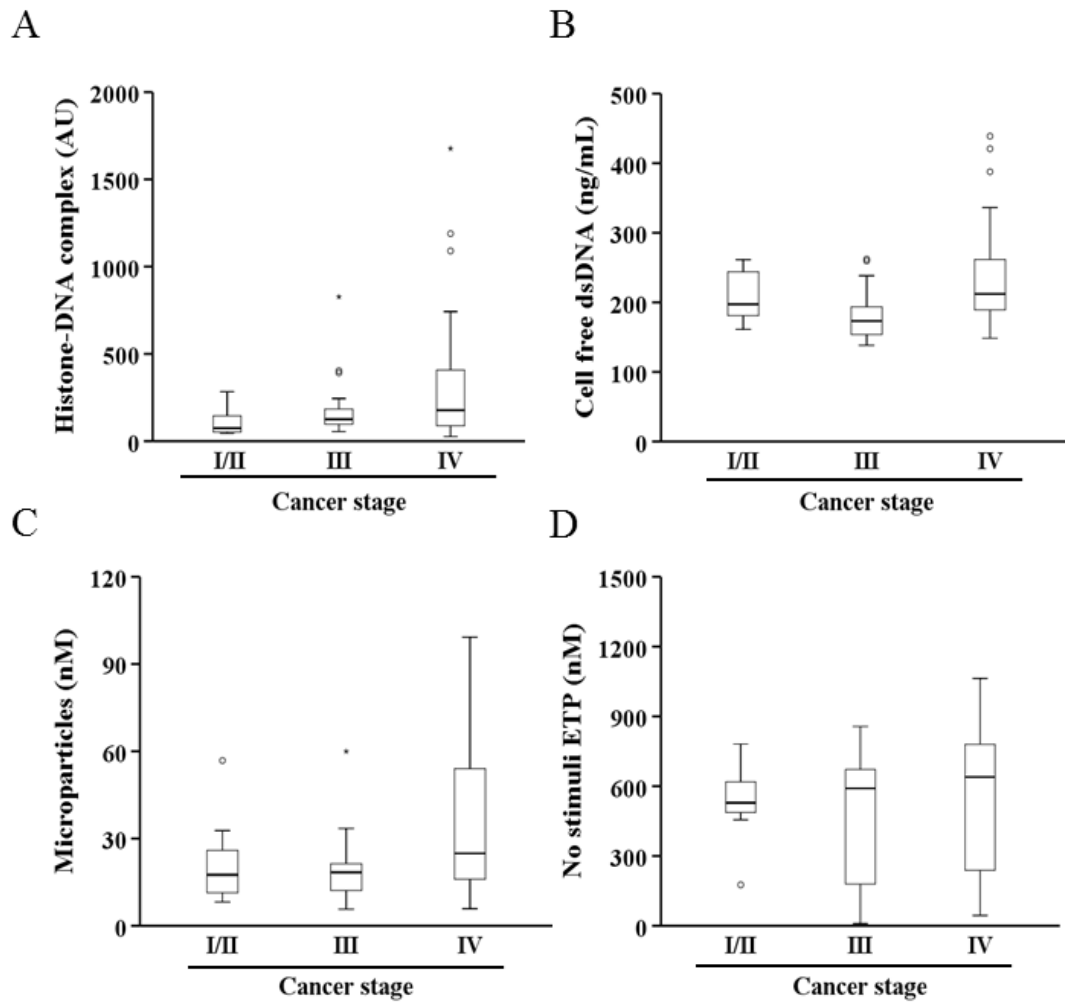 A
Histone-DNA complex (AU)
2000
1500
1000
500
0
I/II III IV
Cancer stage
B
Cell free dsDNA (ng/mL)
500
400
300
200
100
0
I/II III IV
Cancer stage
C
Microparticles (nM)
120
90
60
30
0
I/II III IV
Cancer stage
D
No stimuli ETP (nM)
1500
1200
900
600
300
0
I/II III IV
Cancer stage